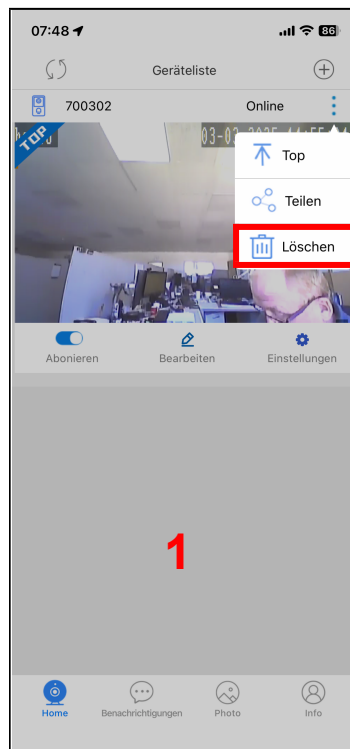 07:48
86
Geräteliste
700302
Online
TOP
Top
Teilen
Löschen
Abonieren
Bearbeiten
Einstellungen
1
Home
Benachrichtigungen
Photo
Info